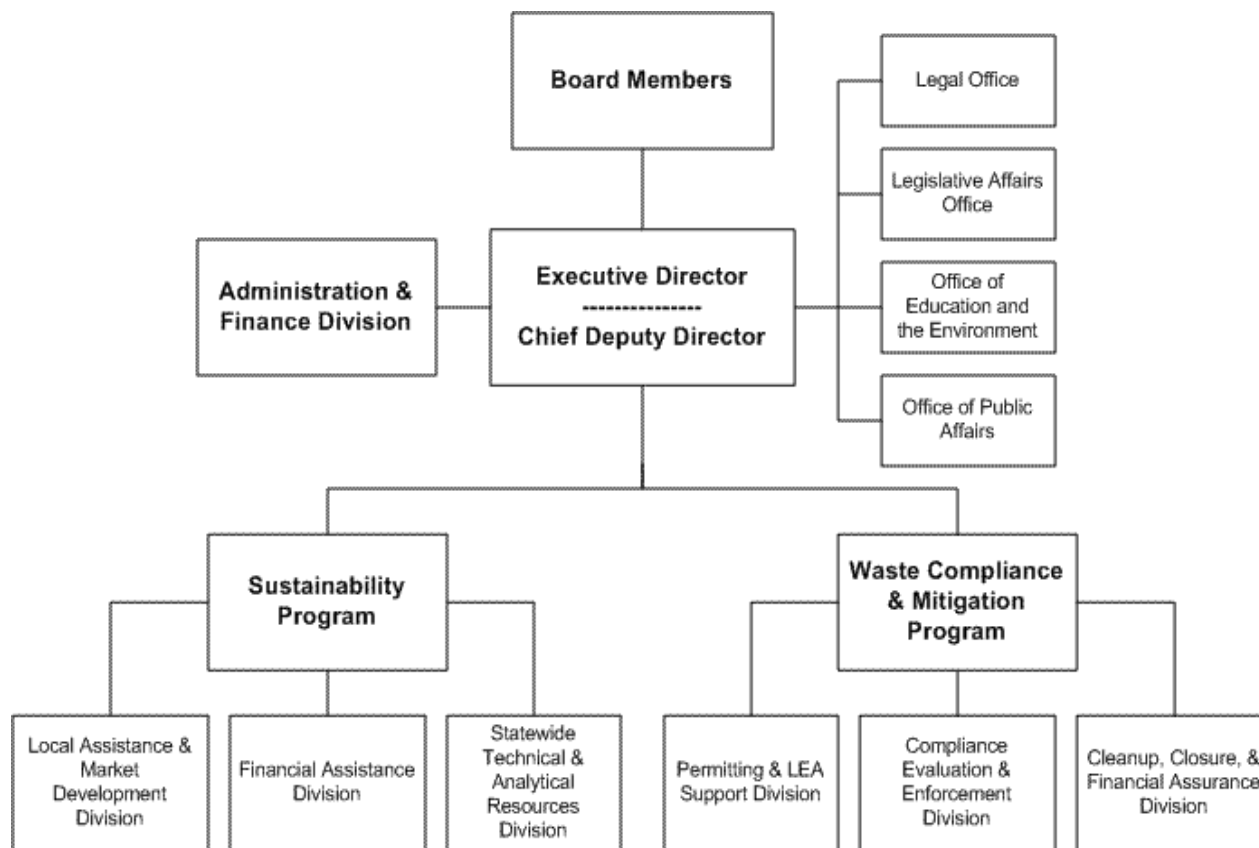 Board Members
Legal Office
Legislative Affairs
Office
Administration &
Finance Division
Executive Director
---------------
Chief Deputy Director
Office of
Education and
the Environment
Office of Public
Affairs
Sustainability
Program
Waste Compliance
& Mitigation
Program
Local Assistance &
Market
Development
Division
Financial Assistance
Division
Statewide
Technical &
Analytical
Resources
Division
Permitting & LEA
Support Division
Compliance
Evaluation &
Enforcement
Division
Cleanup, Closure, &
Financial Assurance
Division